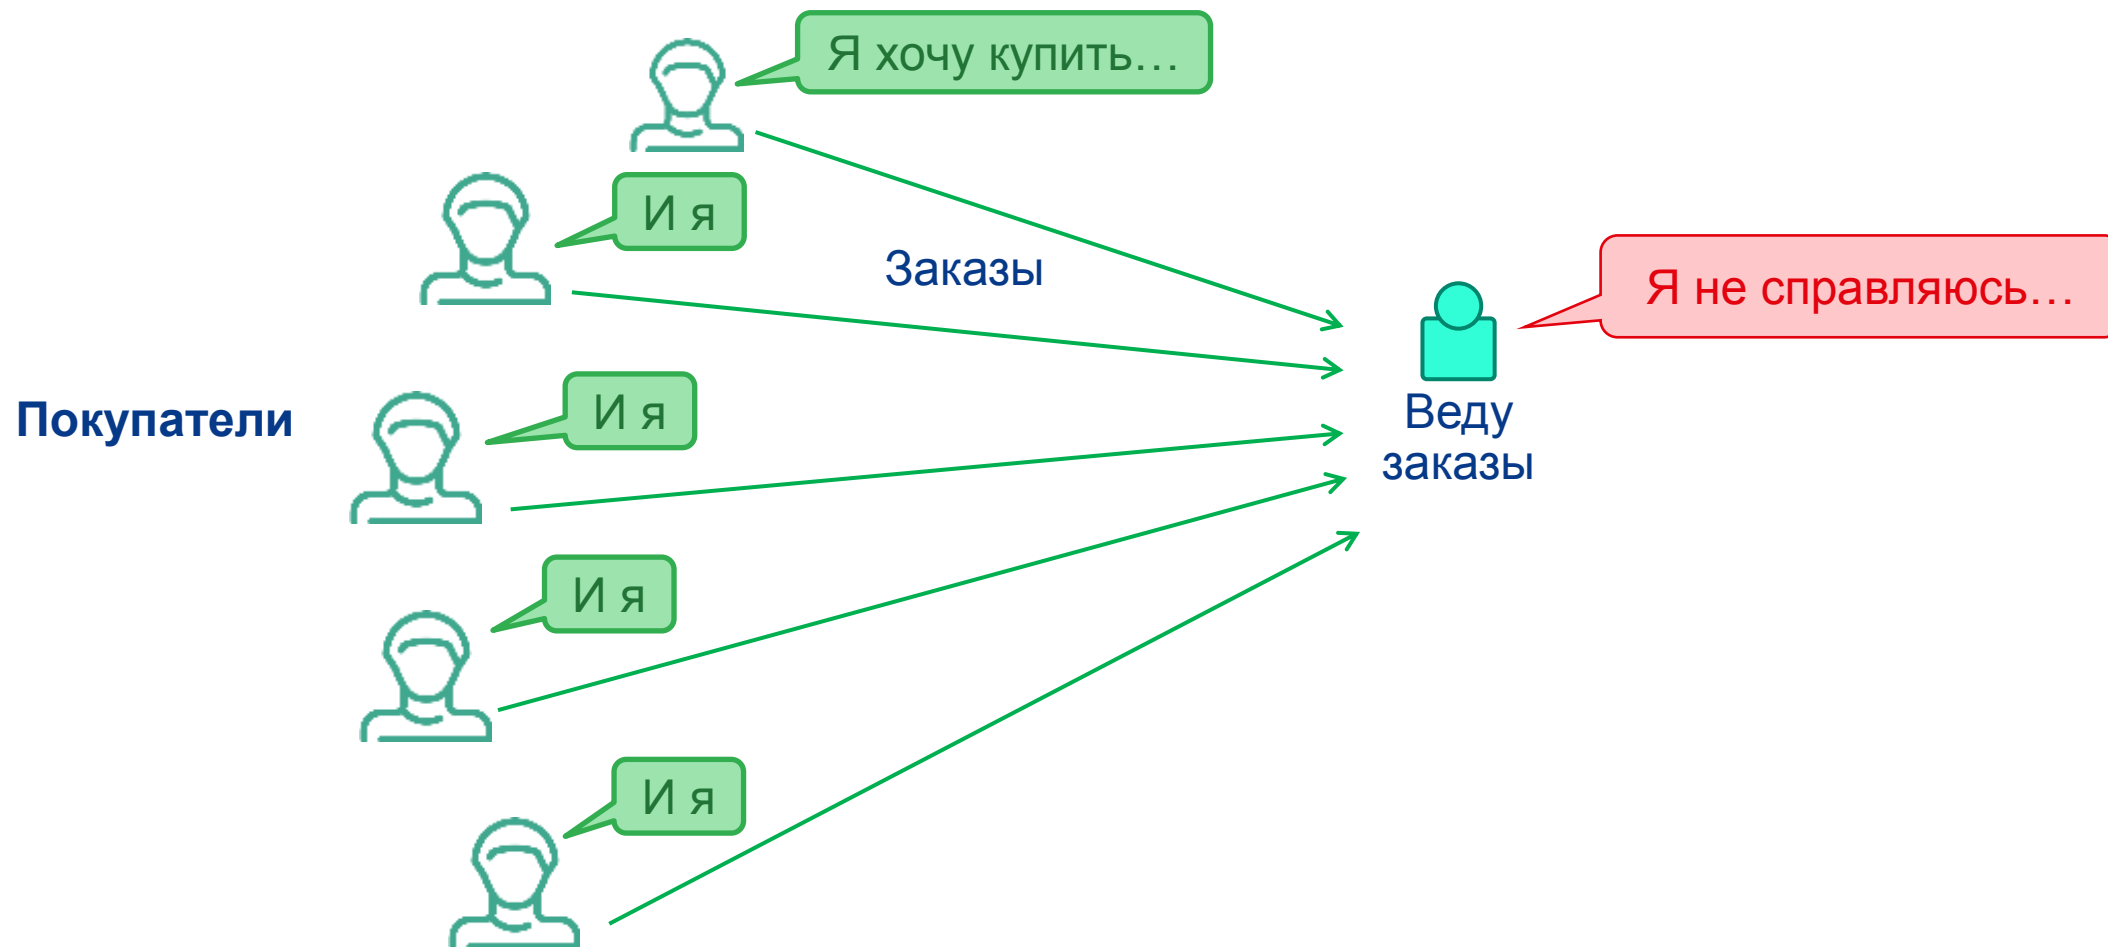 Я хочу купить...
И я
Заказы
Я не справляюсь...
Покупатели
И я
Веду
заказы
И я
И я